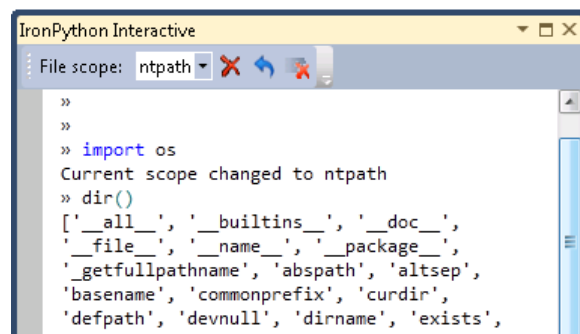 IronPython Interactive
File scope: ntpath
»
»
» import os
Current scope changed to ntpath
» dir()
['__all__', '__builtins__', '__doc__',
'__file__', '__name__', '__package__',
'_getfullpathname', 'abspath', 'altsep',
'basename', 'commonprefix', 'curdir',
'defpath', 'devnull', 'dirname', 'exists',